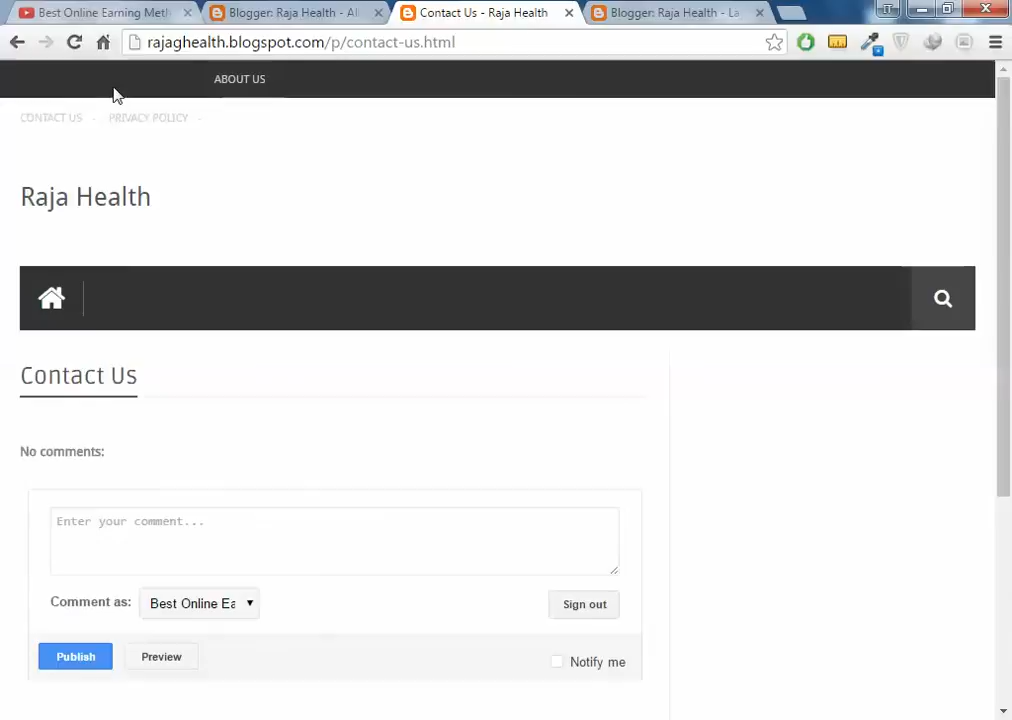 Best Online Earning Meth
Blogger: Raja Health - All
Contact Us - Raja Health
Blogger: Raja Health - La
rajaghealth.blogspot.com/p/contact-us.html
ABOUT US
CONTACT US - PRIVACY POLICY -
Raja Health
Contact Us
No comments:
Enter your comment...
Comment as: Best Online Ea
Sign out
Publish Preview Notify me